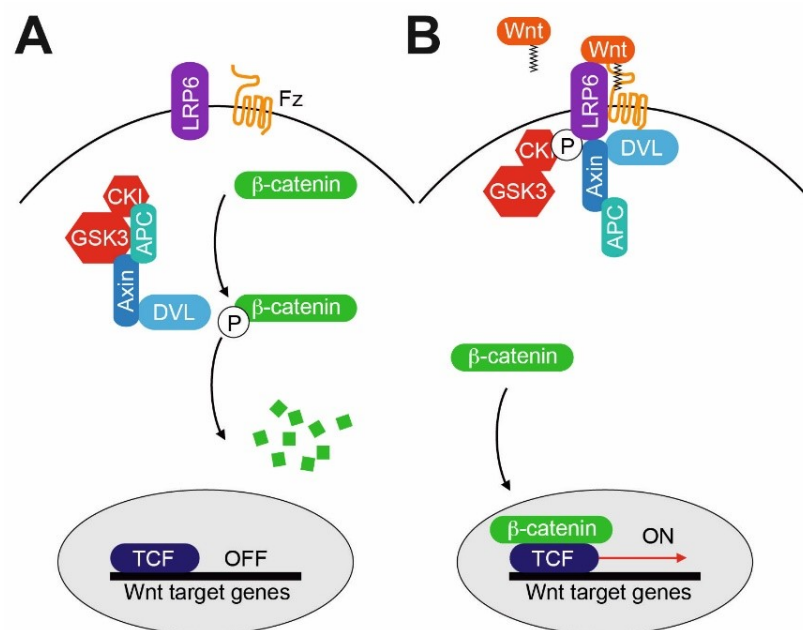 A
LRP6
Fz
β-catenin
CKI
GSK3
APC
Axin
DVL
P
β-catenin
TCF
OFF
Wnt target genes
B
Wnt
Wnt
LRP6
CKI
P
DVL
GSK3
Axin
APC
β-catenin
β-catenin
ON
TCF
Wnt target genes